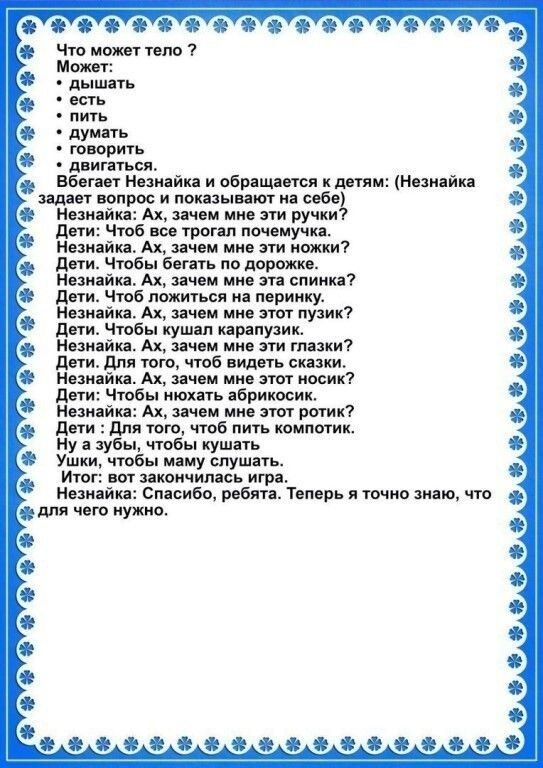 Что может тело ?
Может:
• дышать
• есть
• пить
• думать
• говорить
• двигаться.
Вбегает Незнайка и обращается к детям: (Незнайка
задает вопрос и показывают на себе)
Незнайка: Ах, зачем мне эти ручки?
Дети: Чтоб все трогал почемучка.
Незнайка: Ах, зачем мне эти ножки?
Дети. Чтобы бегать по дорожке.
Незнайка. Ах, зачем мне эта спинка?
Дети. Чтоб ложиться на перинку.
Незнайка. Ах, зачем мне этот пузик?
Дети. Чтобы кушал карапузик.
Незнайка. Ах, зачем мне эти глазки?
Дети. Для того, чтоб видеть сказки.
Незнайка. Ах, зачем мне этот носик?
Дети: Чтобы нюхать абрикосик.
Незнайка: Ах, зачем мне этот ротик?
Дети : Для того, чтоб пить компотик.
Ну а зубы, чтобы кушать
Ушки, чтобы маму слушать.
Итог: вот закончилась игра.
Незнайка: Спасибо, ребята. Теперь я точно знаю, что
для чего нужно.